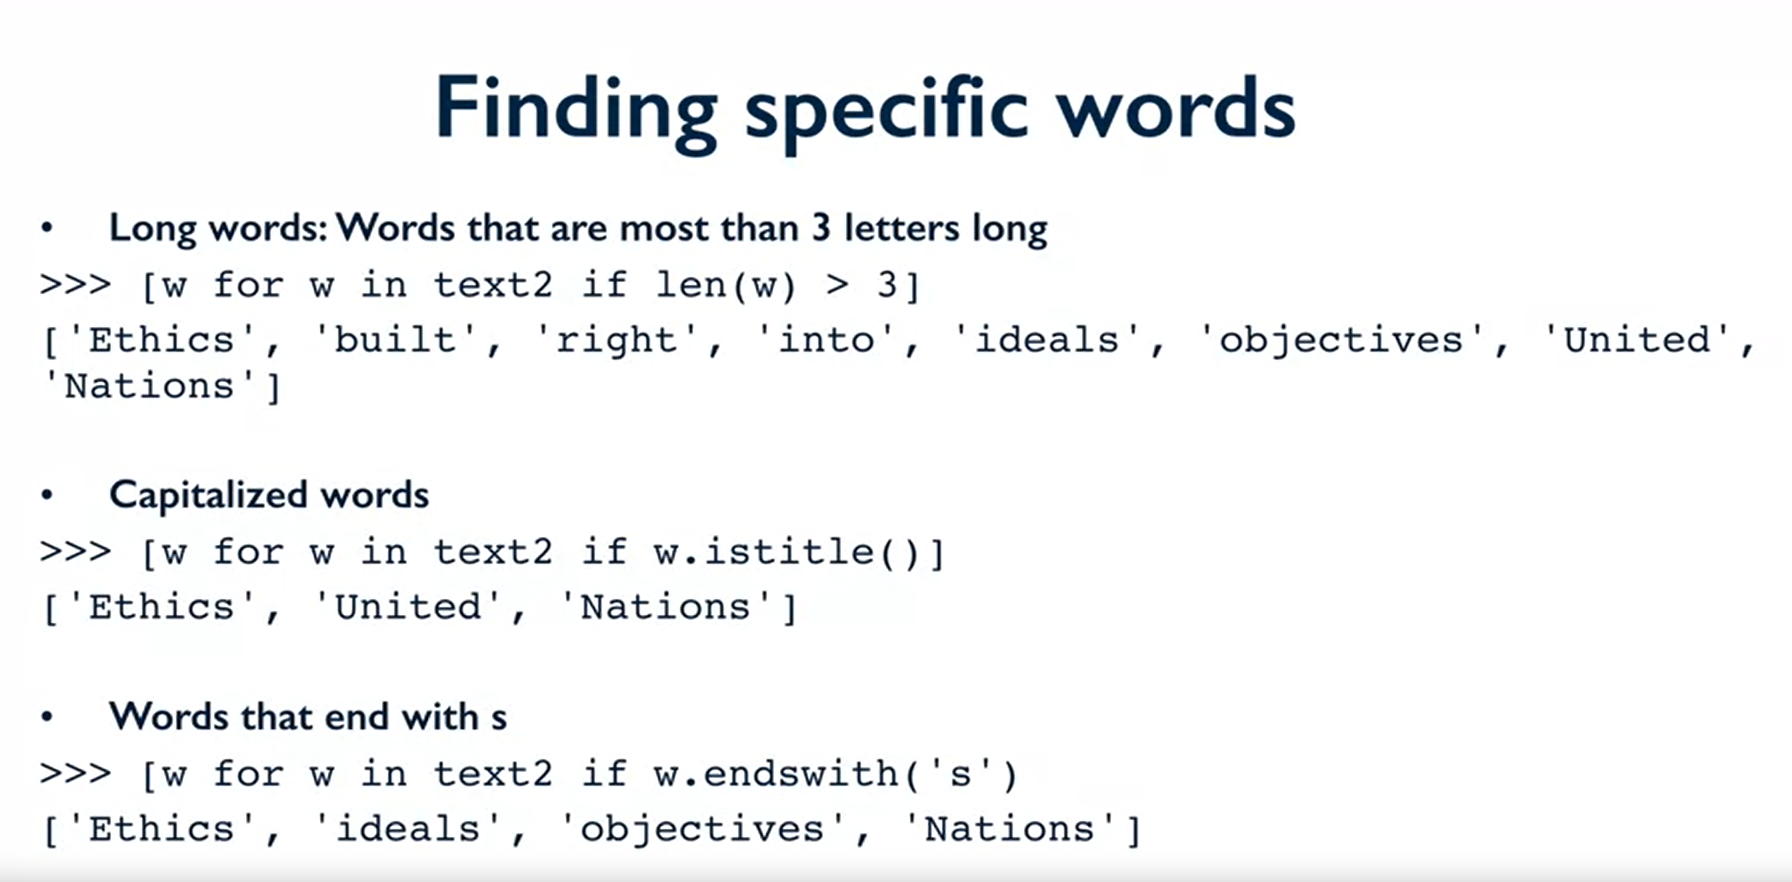 Finding specific words
• Long words: Words that are most than 3 letters long
>>> [w for w in text2 if len(w) > 3]
['Ethics', 'built', 'right', 'into', 'ideals', 'objectives', 'United',
'Nations']
• Capitalized words
>>> [w for w in text2 if w.istitle()]
['Ethics', 'United', 'Nations']
• Words that end with s
>>> [w for w in text2 if w.endswith('s')
['Ethics', 'ideals', 'objectives', 'Nations']